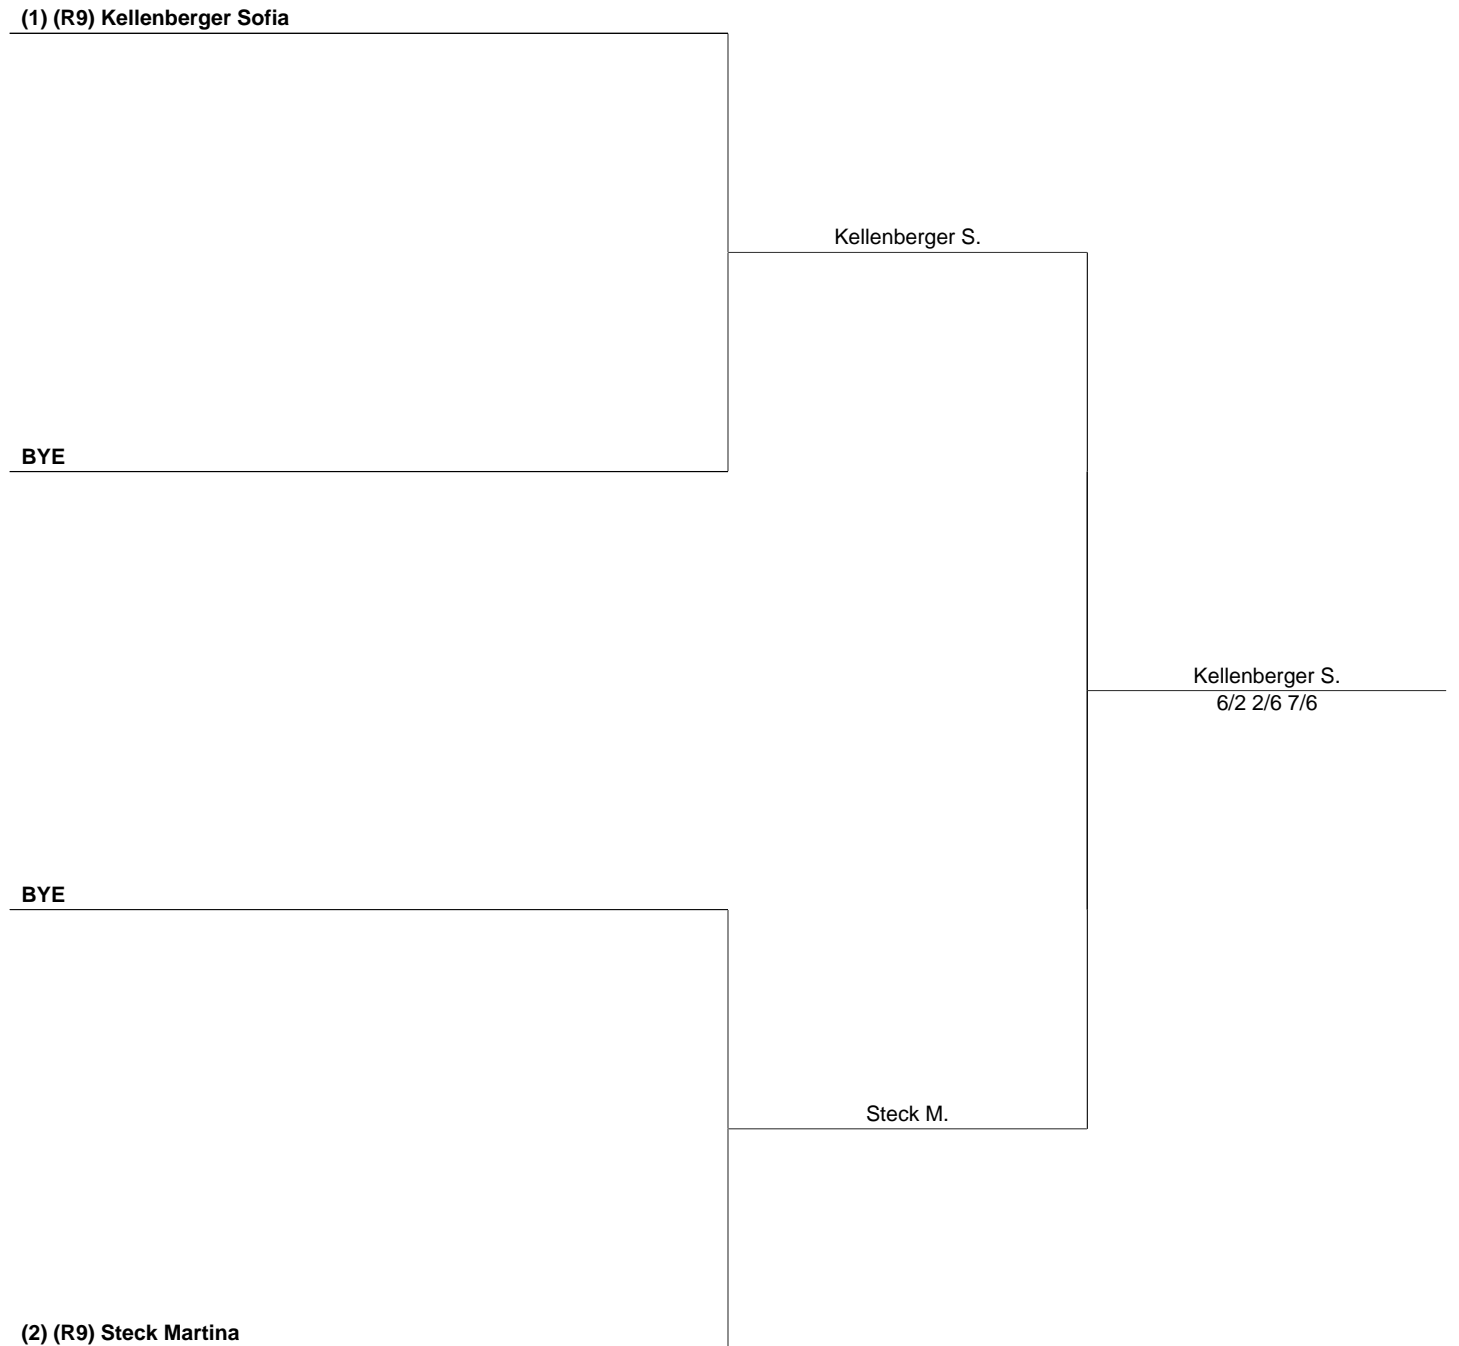 (1) (R9) Kellenberger Sofia
Kellenberger S.
BYE
Kellenberger S.
6/2 2/6 7/6
BYE
Steck M.
(2) (R9) Steck Martina